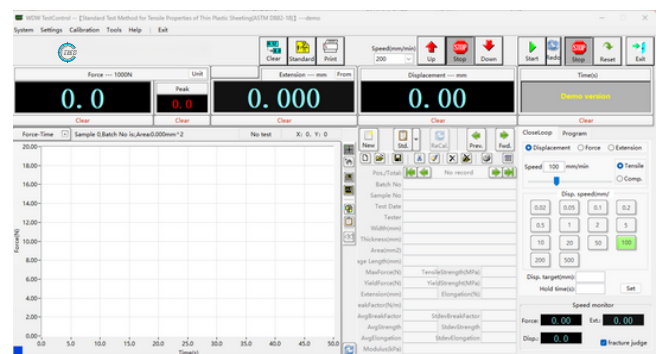 WDW TestControl -- [Standard Test Method for Tensile Properties of Thin Plastic Sheeting(ASTM D882-18)] ---demo
System Settings Calibration Tools Help Exit
Clear Standard Print
Speed(mm/min)
200
Up Stop Down
Start Redo Stop Reset Exit
Force --- 1000N Unit
Peak
0.0
0.0
Clear Clear
Extension --- mm From
0.000
Clear
Displacement --- mm
0.00
Clear
Time(s)
Demo version
Clear
Force-Time Sample 0,Batch No is:,Area:0.000mm^2 No test X: 0, Y: 0
Force(N)
20.00
18.00
16.00
14.00
12.00
10.00
8.00
6.00
4.00
2.00
0.00
0.0 5.0 10.0 15.0 20.0 25.0 30.0 35.0 40.0 45.0 50.0
Time(s)
New Std. ReCal. Prev. Fwd.
Pos./Total: No record
Batch No
Sample No
Test Date
Tester
Width(mm)
Thickness(mm)
Area(mm2)
ge Length(mm)
MaxForce(N) TensileStrength(MPa)
YieldForce(N) YieldStrenght(MPa)
Extension(mm) Elongation(%)
eakFactor(N/m)
AvgBreakFactor StdevBreakFactor
AvgStrength StdevStrength
AvgElongation StdevElongation
Modulus(kPa)
CloseLoop Program
Displacement Force Extension
Speed 100 mm/min
Tensile
Comp.
Disp. speed(mm/
0.02 0.05 0.1 0.2
0.5 1 2 5
10 20 50 100
200 500
Disp. target(mm):
Hold time(s): Set
Speed monitor
Force: 0.00 Ext.: 0.00
Disp.: 0.0 fracture judge